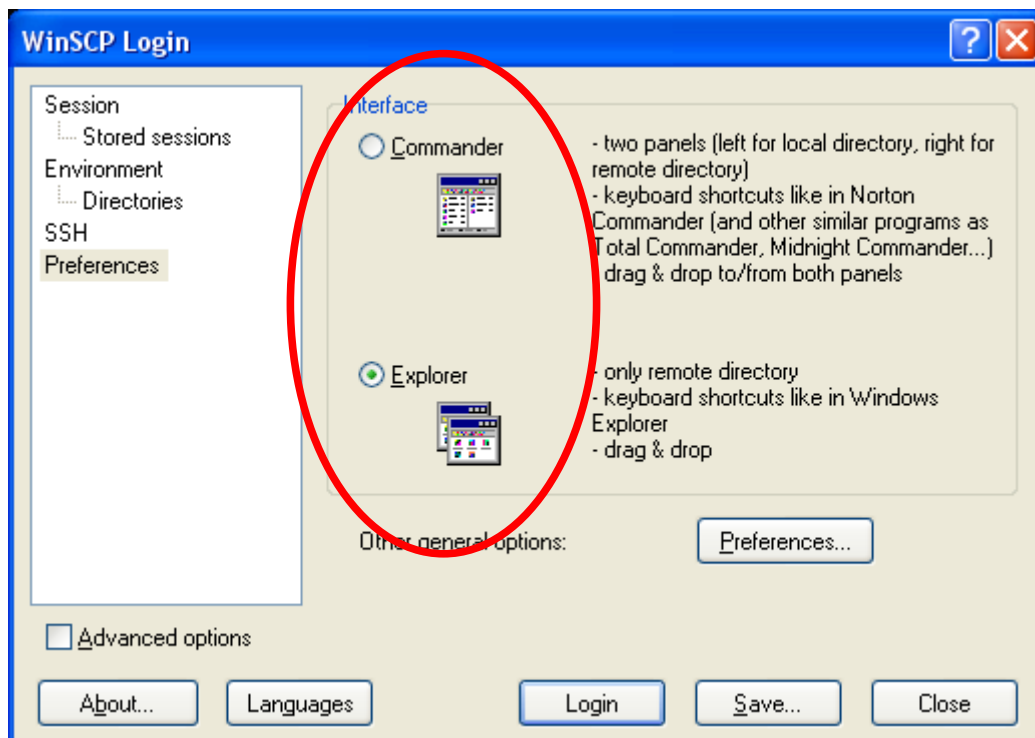 WinSCP Login
Session
Stored sessions
Environment
Directories
SSH
Preferences
Interface
Commander
- two panels (left for local directory, right for
remote directory)
- keyboard shortcuts like in Norton
Commander (and other similar programs as
Total Commander, Midnight Commander...)
- drag & drop to/from both panels
Explorer
- only remote directory
- keyboard shortcuts like in Windows
Explorer
- drag & drop
Other general options:
Preferences...
Advanced options
About...
Languages
Login
Save...
Close